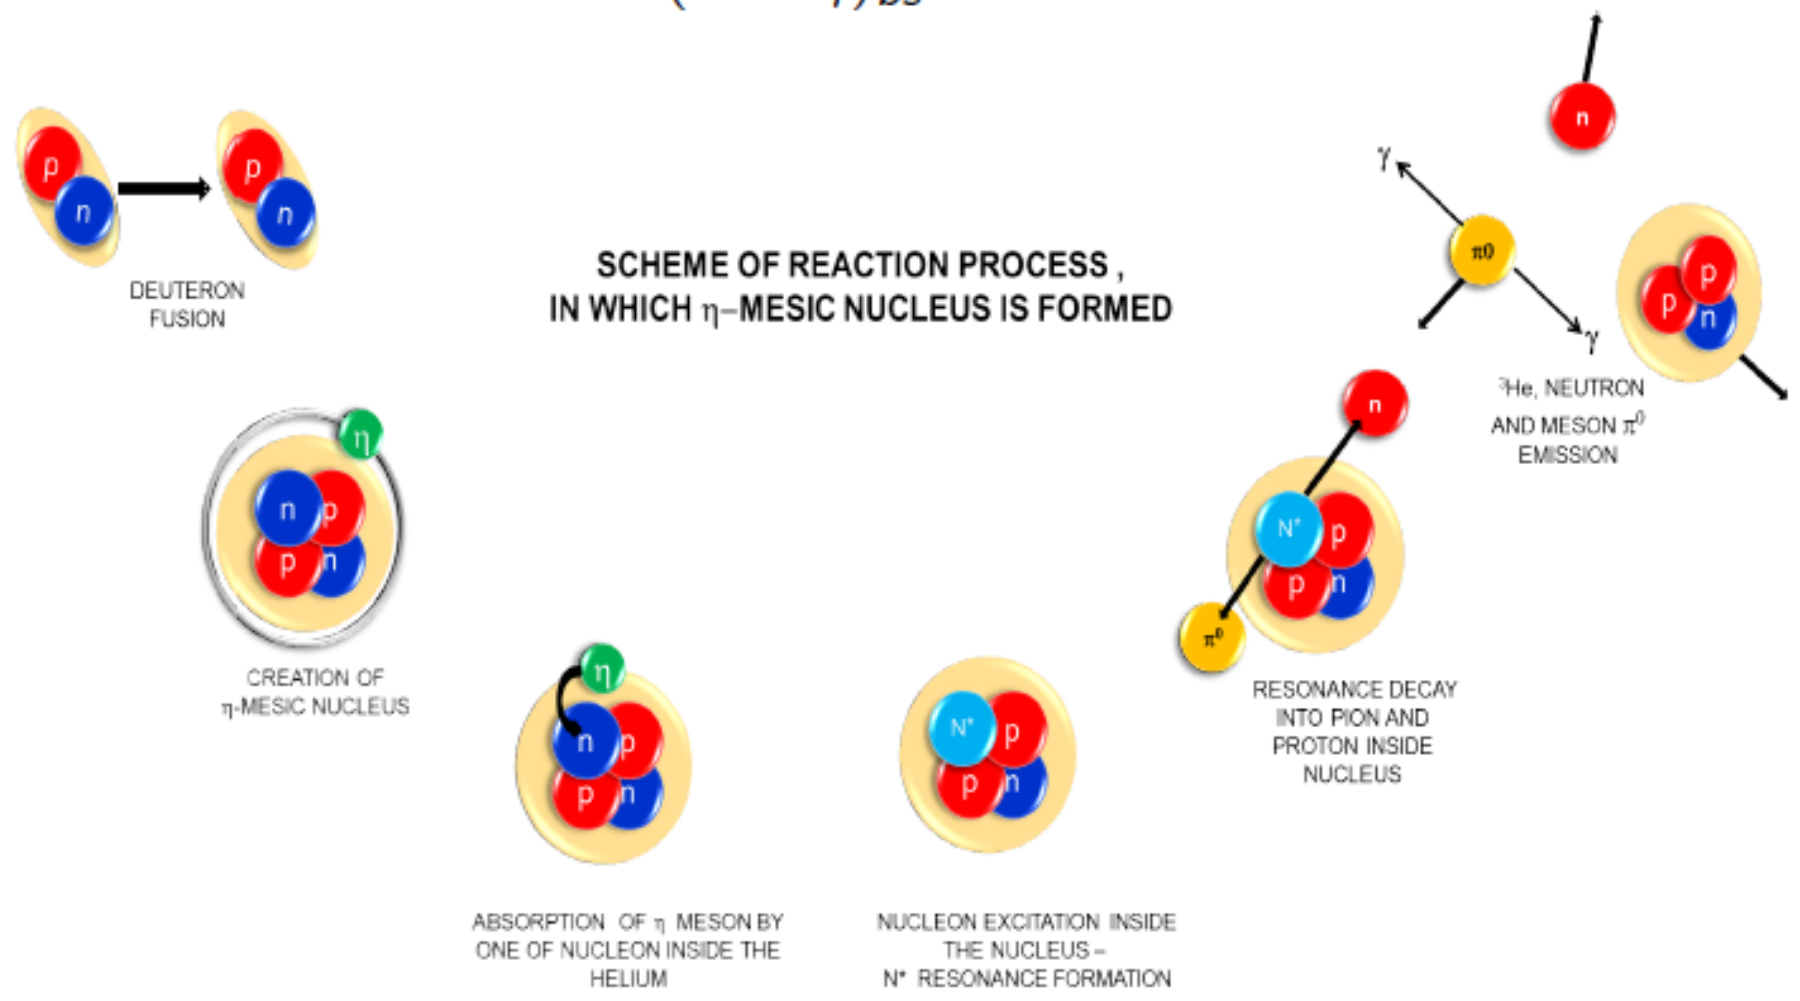 p
n
p
n
DEUTERON
FUSION
SCHEME OF REACTION PROCESS ,
IN WHICH η–MESIC NUCLEUS IS FORMED
η
n p
p n
CREATION OF
η-MESIC NUCLEUS
η
n p
p n
ABSORPTION OF η MESON BY
ONE OF NUCLEON INSIDE THE
HELIUM
N* p
p n
NUCLEON EXCITATION INSIDE
THE NUCLEUS –
N* RESONANCE FORMATION
n
N* p
p n
π⁰
RESONANCE DECAY
INTO PION AND
PROTON INSIDE
NUCLEUS
n
γ
π0
γ
p
p
n
³He, NEUTRON
AND MESON π⁰
EMISSION